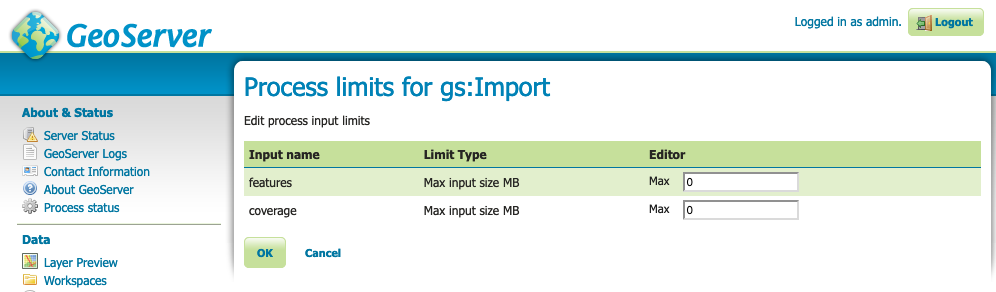 GeoServer
Logged in as admin. Logout
About & Status
Server Status
GeoServer Logs
Contact Information
About GeoServer
Process status
Data
Layer Preview
Workspaces
Process limits for gs:Import
Edit process input limits
Input name Limit Type Editor
features Max input size MB Max 0
coverage Max input size MB Max 0
OK Cancel